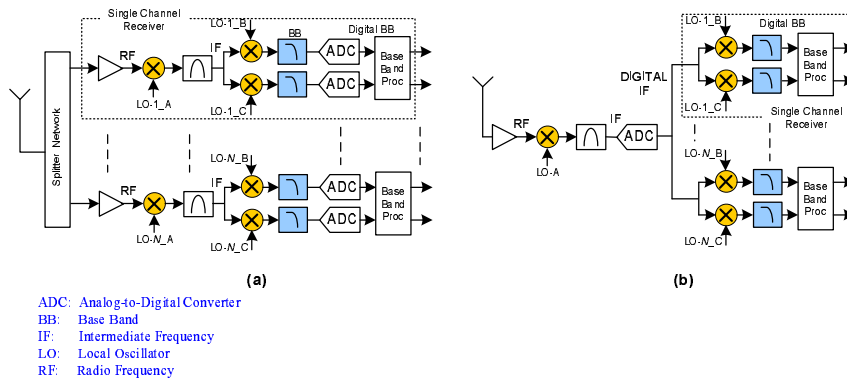 Single Channel
Receiver
LO-1_B
RF
IF
BB
Digital BB
ADC
ADC
Base
Band
Proc
LO-1_A
LO-1_C
Splitter Network
LO-N_B
RF
IF
ADC
ADC
Base
Band
Proc
LO-N_A
LO-N_C
(a)
LO-1_B
Digital BB
Base
Band
Proc
DIGITAL
IF
LO-1_C
Single Channel
Receiver
RF
IF
ADC
LO-A
LO-N_B
Base
Band
Proc
LO-N_C
(b)
ADC: Analog-to-Digital Converter
BB: Base Band
IF: Intermediate Frequency
LO: Local Oscillator
RF: Radio Frequency